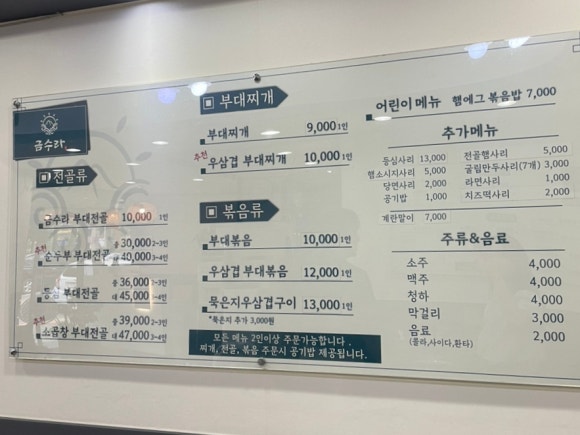 금수라
전골류
금수라 부대전골 10,000 1인
추천
순두부 부대전골 중 30,000 2~3인
대 40,000 3~4인
등심 부대전골 중 36,000 2~3인
대 45,000 3~4인
추천
소곱창 부대전골 중 39,000 2~3인
대 47,000 3~4인
부대찌개
부대찌개 9,000 1인
추천
우삼겹 부대찌개 10,000 1인
볶음류
부대볶음 10,000 1인
우삼겹 부대볶음 12,000 1인
묵은지우삼겹구이 13,000 1인
*묵은지 추가 3,000원
모든 메뉴 2인이상 주문가능합니다.
찌개, 전골, 볶음 주문시 공기밥 제공됩니다.
어린이 메뉴 햄에그 볶음밥 7,000
추가메뉴
등심사리 13,000 전골햄사리 5,000
햄소시지사리 5,000 굴림만두사리(7개) 3,000
당면사리 2,000 라면사리 1,000
공기밥 1,000 치즈떡사리 2,000
계란말이 7,000
주류&음료
소주 4,000
맥주 4,000
청하 4,000
막걸리 3,000
음료 2,000
(콜라,사이다,환타)